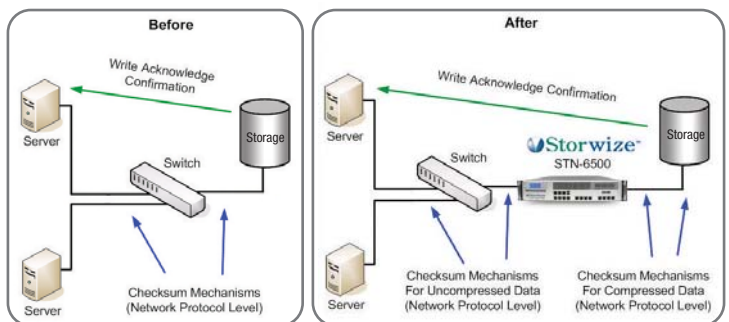 Before
Write Acknowledge
Confirmation
Server
Storage
Switch
Server
Checksum Mechanisms
(Network Protocol Level)
After
Write Acknowledge Confirmation
Server
Storage
Storwize™
STN-6500
Switch
Server
Checksum Mechanisms
For Uncompressed Data
(Network Protocol Level)
Checksum Mechanisms
For Compressed Data
(Network Protocol Level)